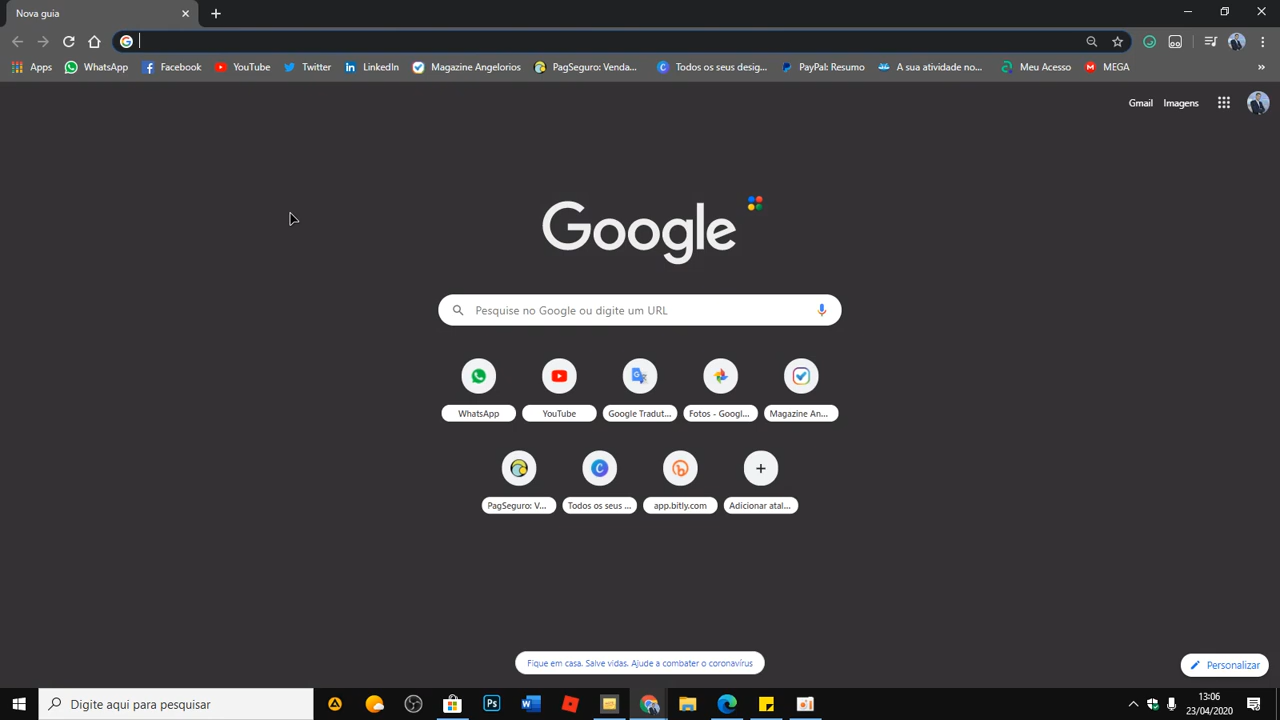 Nova guia
Apps WhatsApp Facebook YouTube Twitter LinkedIn Magazine Angelorios PagSeguro: Venda... Todos os seus desig... PayPal: Resumo A sua atividade no... Meu Acesso MEGA »
Gmail Imagens
Google
Pesquise no Google ou digite um URL
WhatsApp YouTube Google Tradut... Fotos - Googl... Magazine An...
PagSeguro: V... Todos os seus ... app.bitly.com Adicionar atal...
Fique em casa. Salve vidas. Ajude a combater o coronavírus
Personalizar
Digite aqui para pesquisar
13:06
23/04/2020